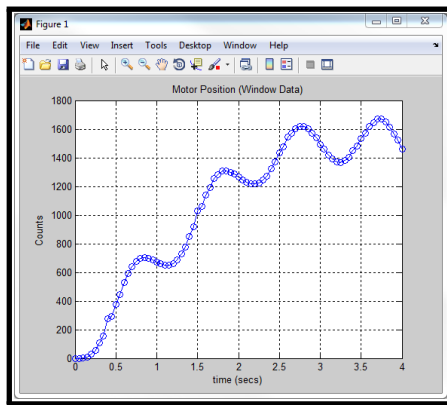 Figure 1
File Edit View Insert Tools Desktop Window Help
Motor Position (Window Data)
1800
1600
1400
1200
1000
800
600
400
200
0
Counts
0 0.5 1 1.5 2 2.5 3 3.5 4
time (secs)